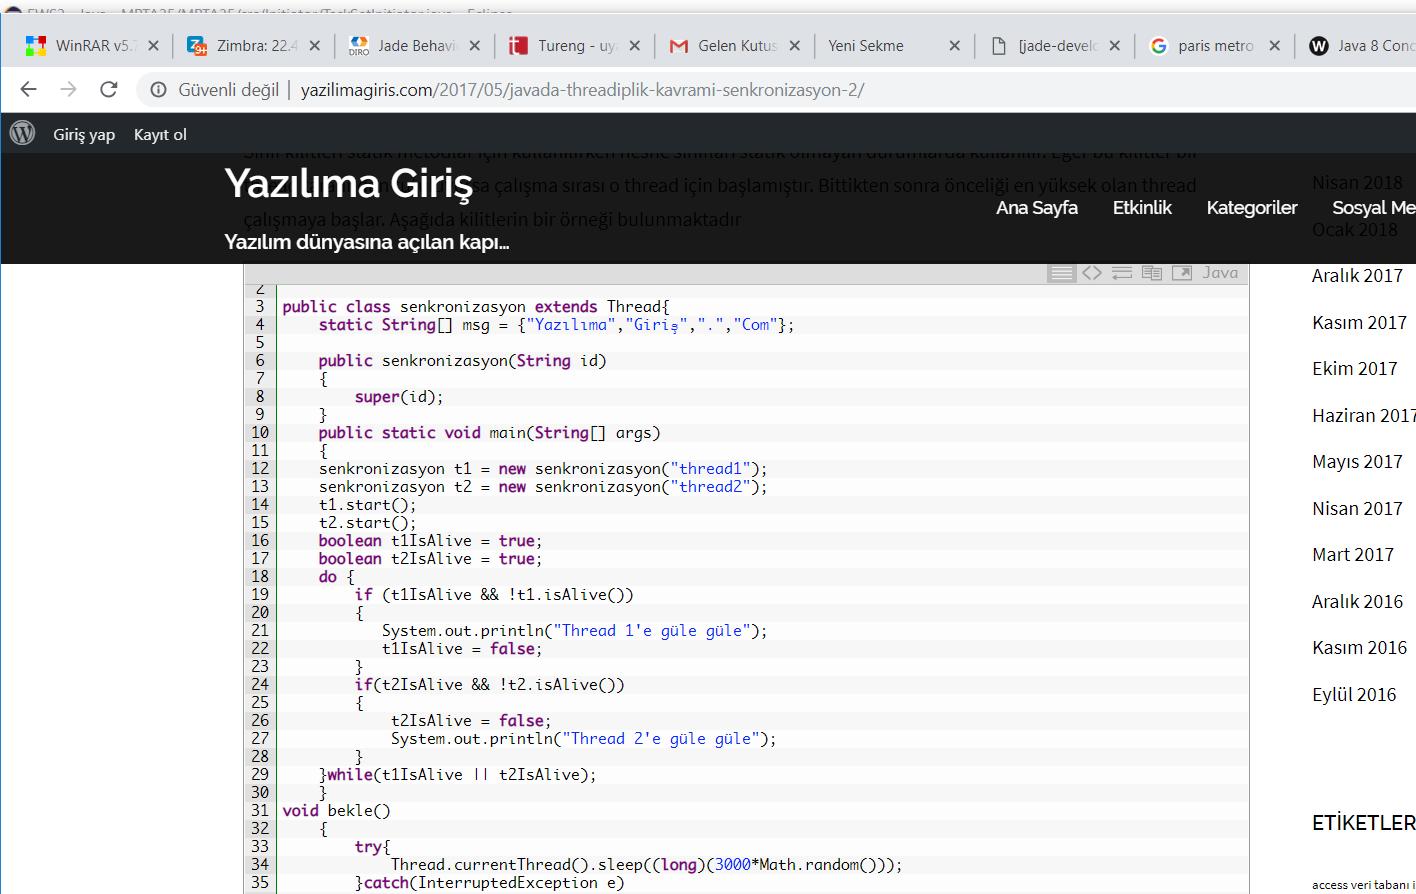 WinRAR v5.
Zimbra: 22.4
Jade Behavi
Tureng - uy
Gelen Kutus
Yeni Sekme
[jade-devel
paris metro
Java 8 Conc
Güvenli değil | yazilimagiris.com/2017/05/javada-threadiplik-kavrami-senkronizasyon-2/
Giriş yap Kayıt ol
Yazılıma Giriş
Yazılım dünyasına açılan kapı...
Ana Sayfa Etkinlik Kategoriler Sosyal Me
sa çalışma sırası o thread için başlamıştır. Bittikten sonra önceliği en yüksek olan thread
çalışmaya başlar. Aşağıda kilitlerin bir örneği bulunmaktadır
Java
2
3 public class senkronizasyon extends Thread{
4 static String[] msg = {"Yazılıma","Giriş",".","Com"};
5
6 public senkronizasyon(String id)
7 {
8 super(id);
9 }
10 public static void main(String[] args)
11 {
12 senkronizasyon t1 = new senkronizasyon("thread1");
13 senkronizasyon t2 = new senkronizasyon("thread2");
14 t1.start();
15 t2.start();
16 boolean t1IsAlive = true;
17 boolean t2IsAlive = true;
18 do {
19 if (t1IsAlive && !t1.isAlive())
20 {
21 System.out.println("Thread 1'e güle güle");
22 t1IsAlive = false;
23 }
24 if(t2IsAlive && !t2.isAlive())
25 {
26 t2IsAlive = false;
27 System.out.println("Thread 2'e güle güle");
28 }
29 }while(t1IsAlive || t2IsAlive);
30 }
31 void bekle()
32 {
33 try{
34 Thread.currentThread().sleep((long)(3000*Math.random()));
35 }catch(InterruptedException e)
Nisan 2018
Ocak 2018
Aralık 2017
Kasım 2017
Ekim 2017
Haziran 2017
Mayıs 2017
Nisan 2017
Mart 2017
Aralık 2016
Kasım 2016
Eylül 2016
ETİKETLER
access veri tabanı i